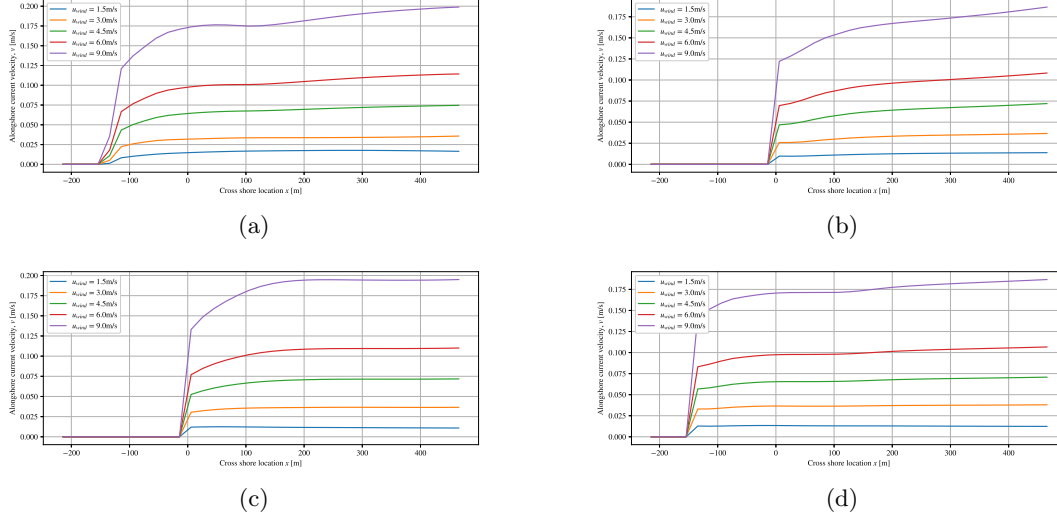 0.200
0.175
0.150
0.125
0.100
0.075
0.050
0.025
0.000
Alongshore current velocity, v [m/s]
u_wind = 1.5m/s
u_wind = 3.0m/s
u_wind = 4.5m/s
u_wind = 6.0m/s
u_wind = 9.0m/s
−200 −100 0 100 200 300 400
Cross shore location x [m]
(a)
0.175
0.150
0.125
0.100
0.075
0.050
0.025
0.000
Alongshore current velocity, v [m/s]
u_wind = 1.5m/s
u_wind = 3.0m/s
u_wind = 4.5m/s
u_wind = 6.0m/s
u_wind = 9.0m/s
−200 −100 0 100 200 300 400
Cross shore location x [m]
(b)
0.200
0.175
0.150
0.125
0.100
0.075
0.050
0.025
0.000
Alongshore current velocity, v [m/s]
u_wind = 1.5m/s
u_wind = 3.0m/s
u_wind = 4.5m/s
u_wind = 6.0m/s
u_wind = 9.0m/s
−200 −100 0 100 200 300 400
Cross shore location x [m]
(c)
0.175
0.150
0.125
0.100
0.075
0.050
0.025
0.000
Alongshore current velocity, v [m/s]
u_wind = 1.5m/s
u_wind = 3.0m/s
u_wind = 4.5m/s
u_wind = 6.0m/s
u_wind = 9.0m/s
−200 −100 0 100 200 300 400
Cross shore location x [m]
(d)